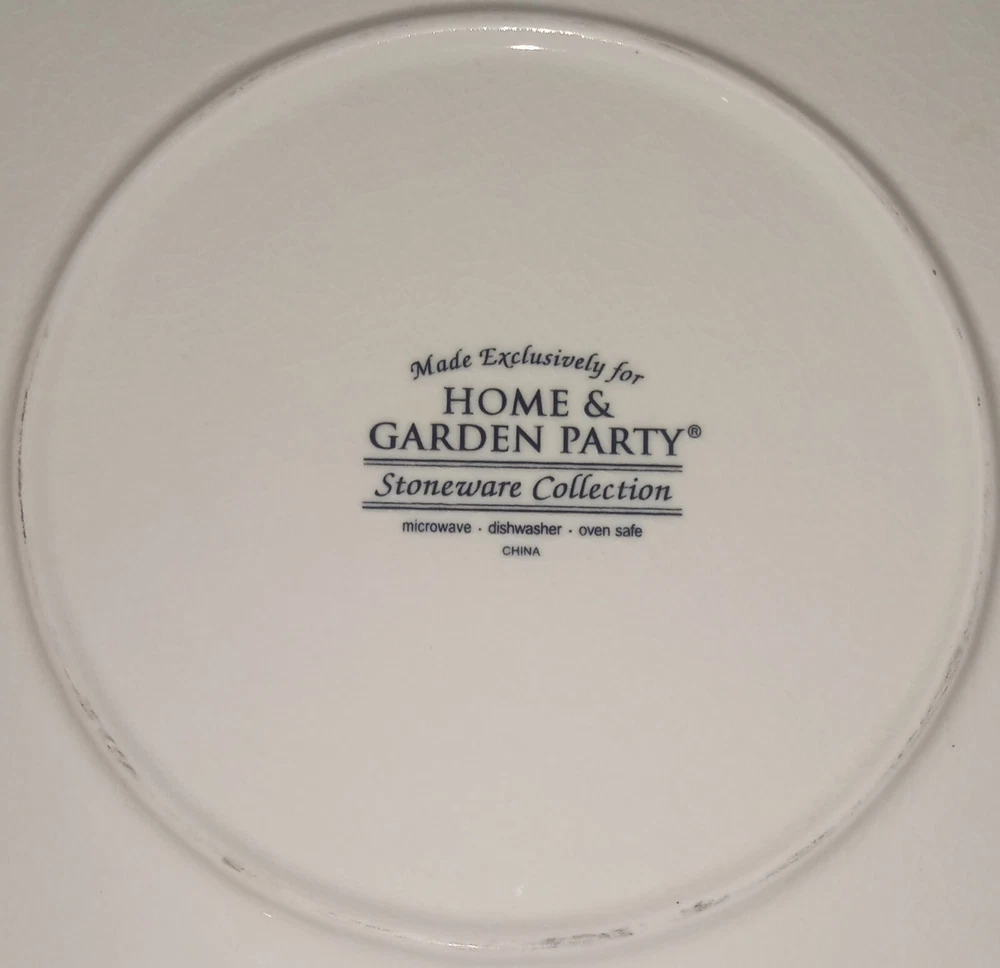 Made Exclusively for
HOME &
GARDEN PARTY®
Stoneware Collection
microwave · dishwasher · oven safe
CHINA